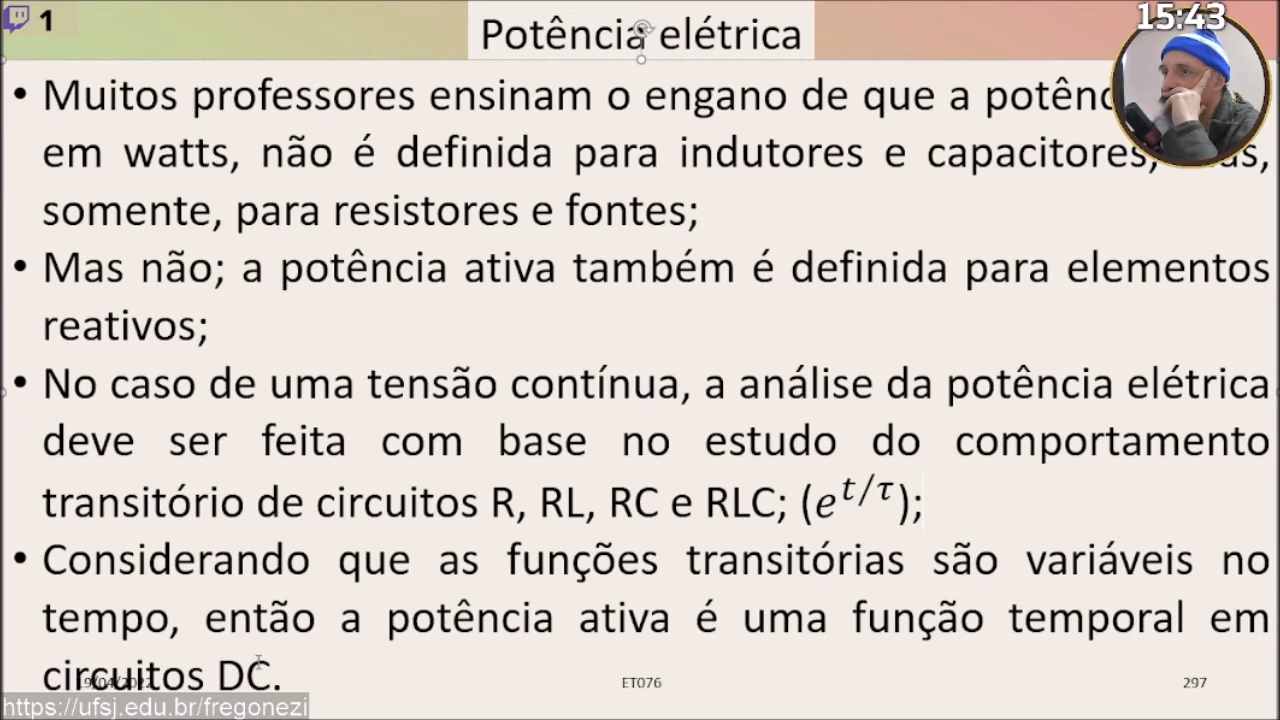 1
Potência elétrica
15:43
• Muitos professores ensinam o engano de que a
em watts, não é definida para indutores e capacitores,
somente, para resistores e fontes;
• Mas não; a potência ativa também é definida para elementos
reativos;
• No caso de uma tensão contínua, a análise da potência elétrica
deve ser feita com base no estudo do comportamento
transitório de circuitos R, RL, RC e RLC; (e^{t/τ});
• Considerando que as funções transitórias são variáveis no
tempo, então a potência ativa é uma função temporal em
circuitos DC.
ET076
297
https://ufsj.edu.br/fregonezi